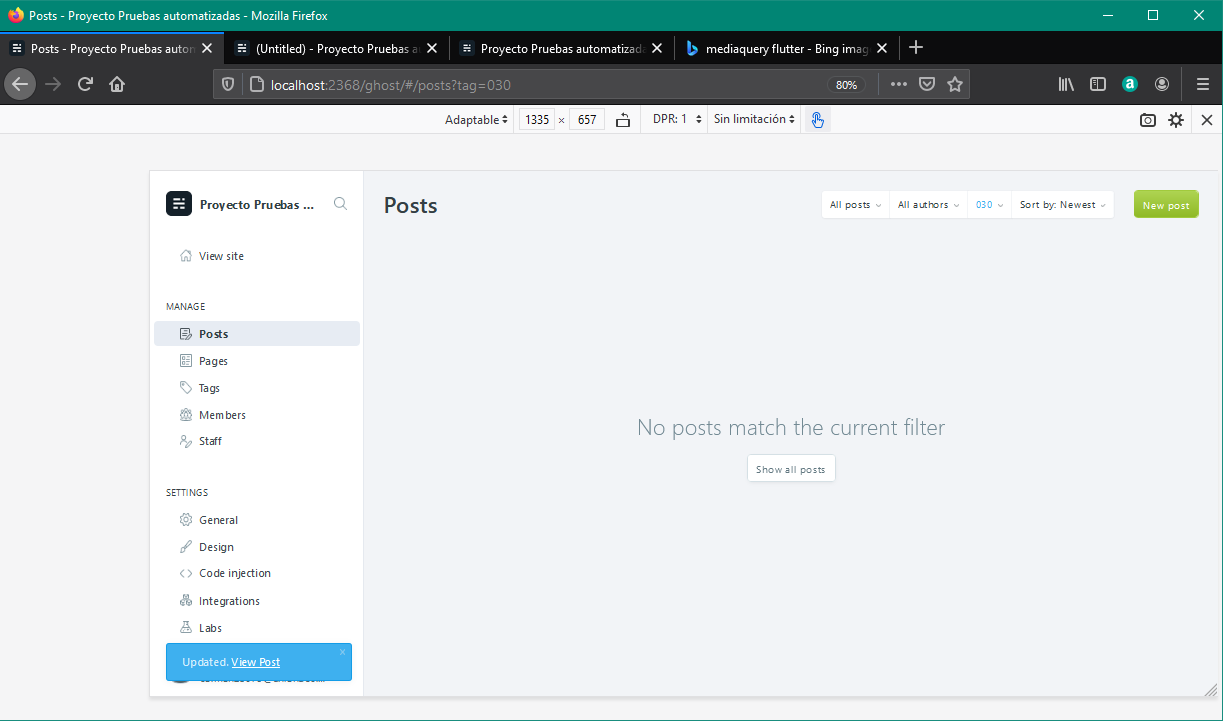 Posts - Proyecto Pruebas automatizadas - Mozilla Firefox
Posts - Proyecto Pruebas autom
(Untitled) - Proyecto Pruebas a
Proyecto Pruebas automatizada
mediaquery flutter - Bing imag
localhost:2368/ghost/#/posts?tag=030
80%
Adaptable
1335 × 657
DPR: 1
Sin limitación
Proyecto Pruebas ...
Posts
All posts
All authors
030
Sort by: Newest
New post
View site
MANAGE
Posts
Pages
Tags
Members
Staff
No posts match the current filter
Show all posts
SETTINGS
General
Design
Code injection
Integrations
Labs
Updated. View Post
×